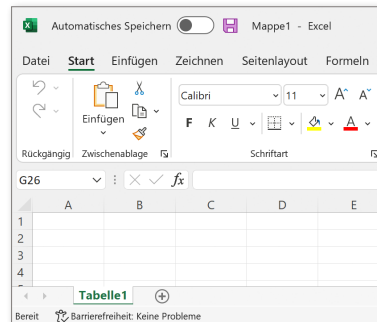 Automatisches Speichern Mappe1 - Excel
Datei Start Einfügen Zeichnen Seitenlayout Formeln
Calibri 11 A A
Einfügen F K U A
Rückgängig Zwischenablage Schriftart
G26 fx
A B C D E
1
2
3
4
Tabelle1
Bereit Barrierefreiheit: Keine Probleme